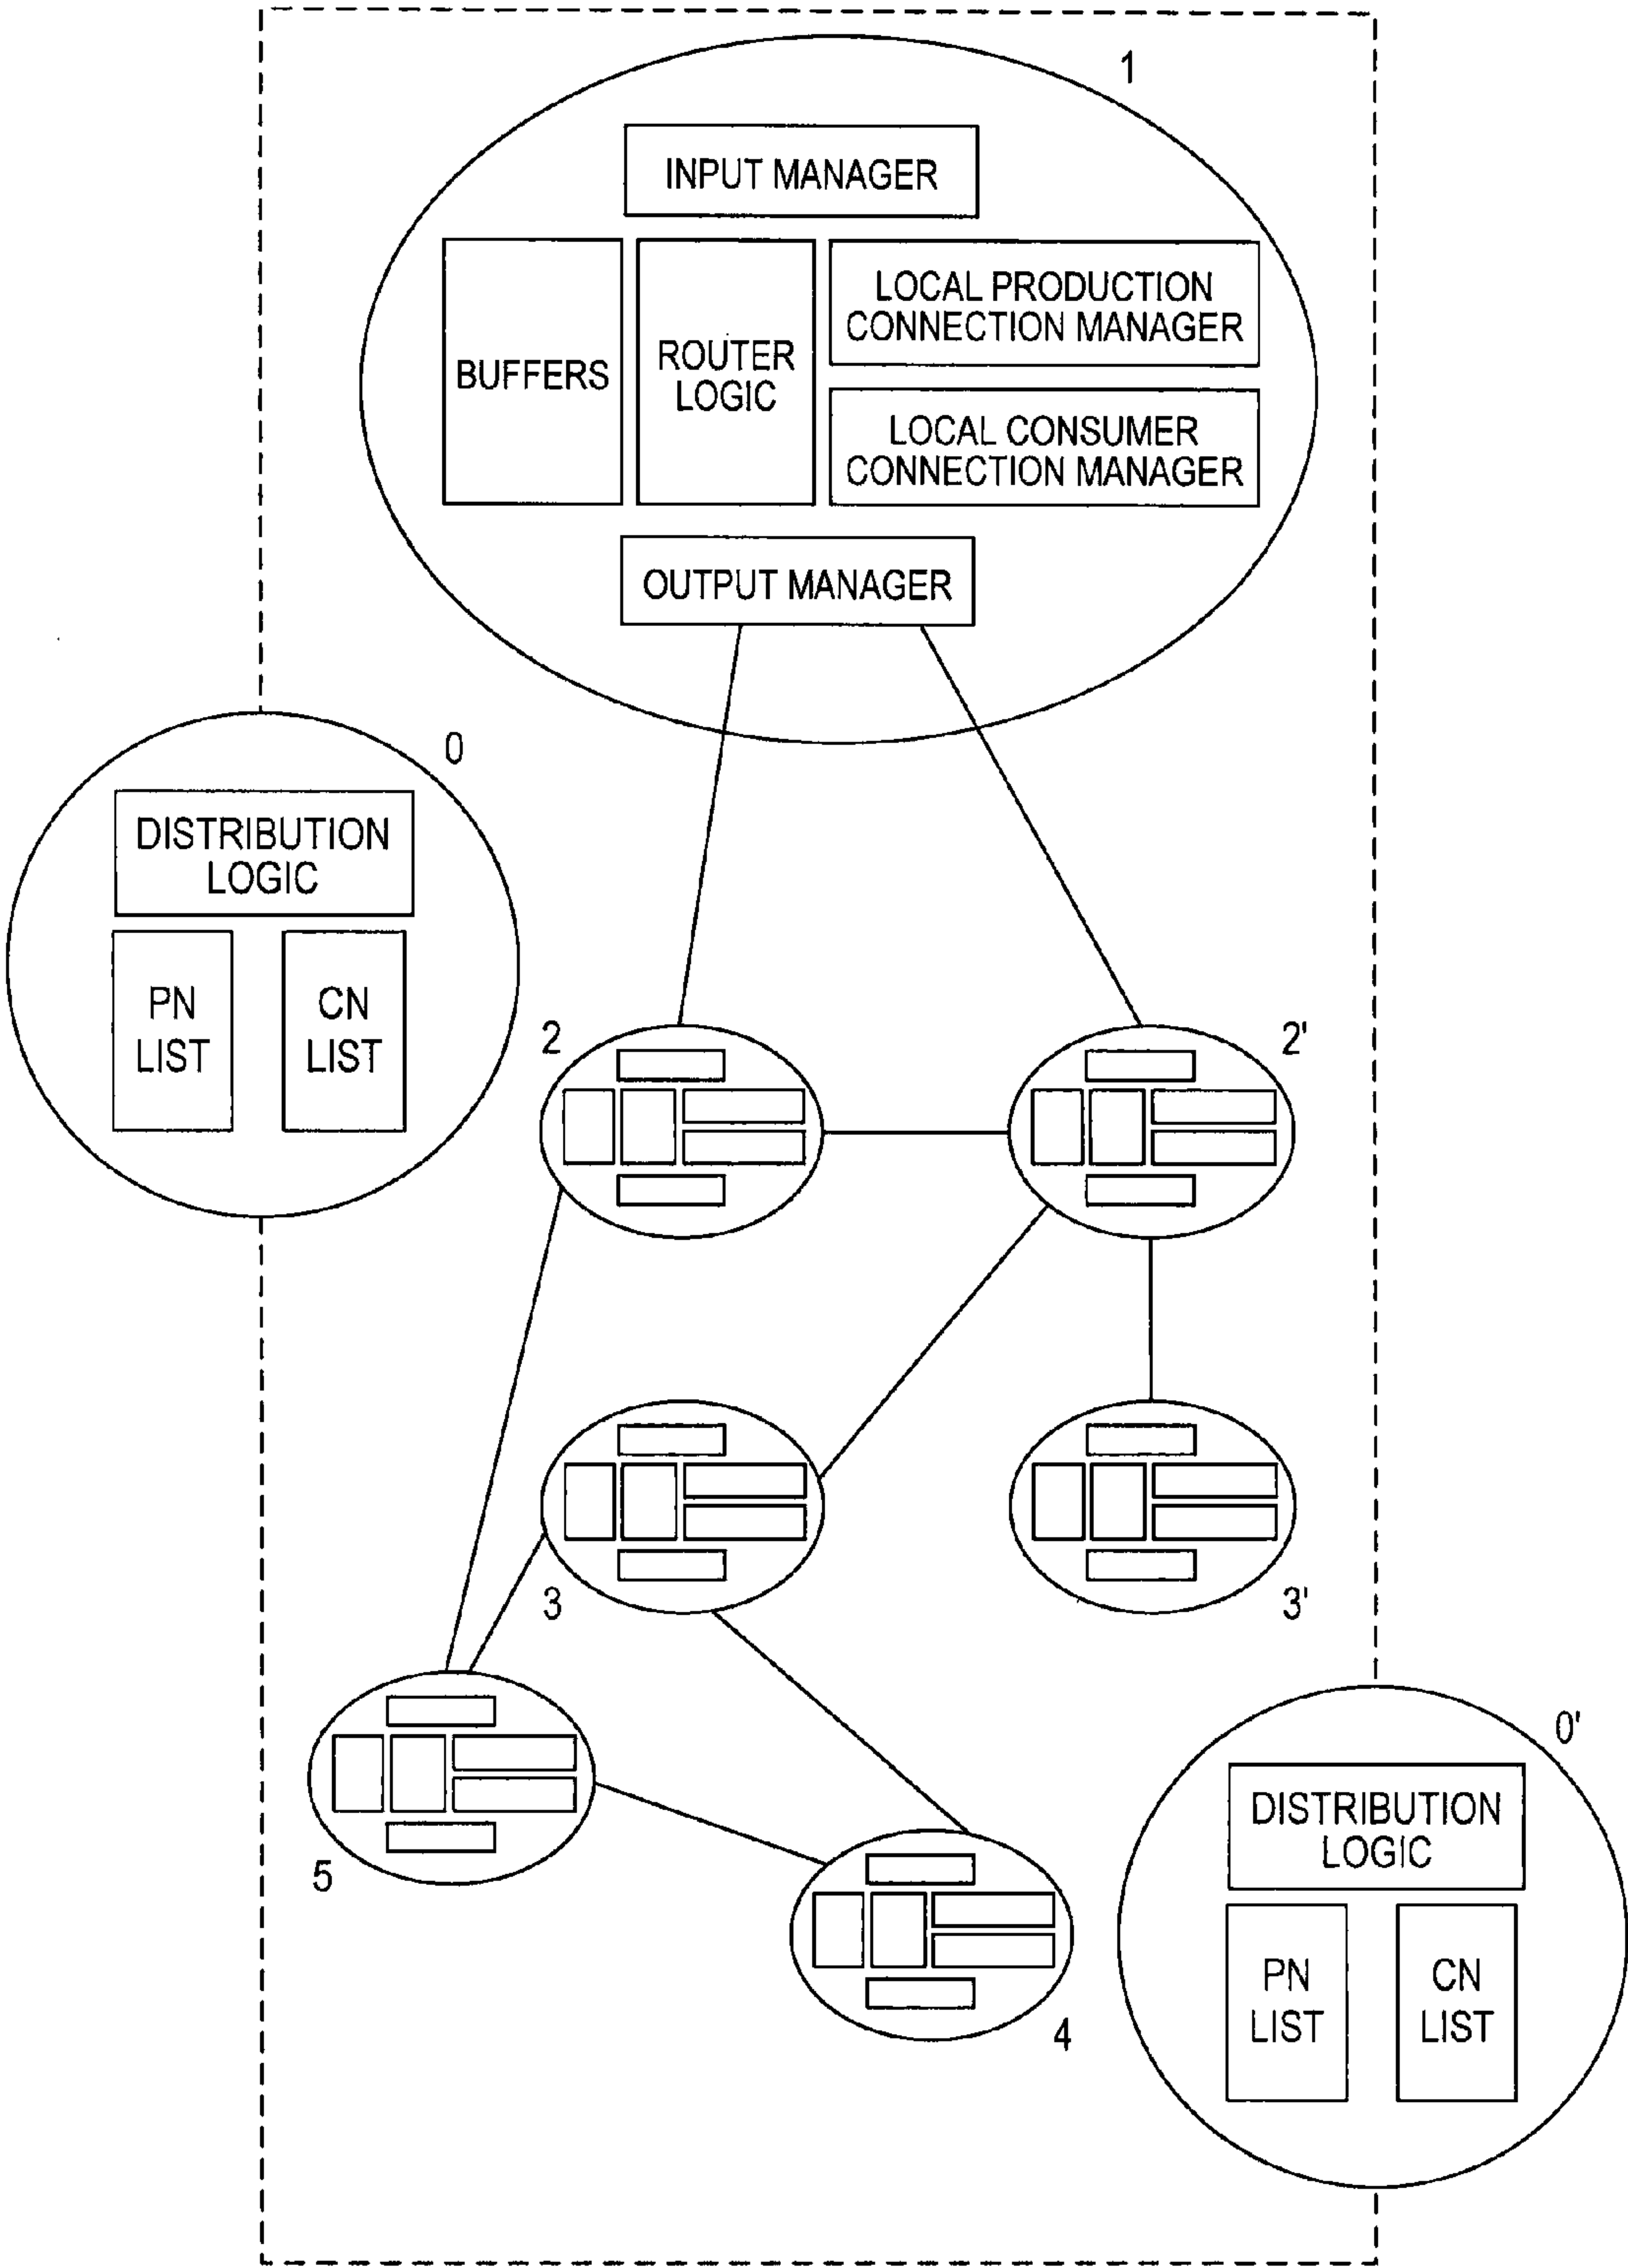 1
INPUT MANAGER
BUFFERS
ROUTER
LOGIC
LOCAL PRODUCTION
CONNECTION MANAGER
LOCAL CONSUMER
CONNECTION MANAGER
OUTPUT MANAGER
0
DISTRIBUTION
LOGIC
PN
LIST
CN
LIST
2
2'
3
3'
5
4
0'
DISTRIBUTION
LOGIC
PN
LIST
CN
LIST